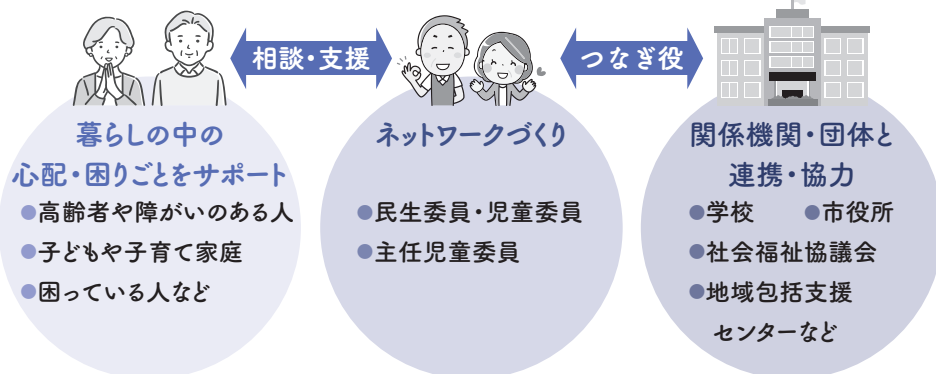 相談・支援
つなぎ役
暮らしの中の
心配・困りごとをサポート
●高齢者や障がいのある人
●子どもや子育て家庭
●困っている人など
ネットワークづくり
●民生委員・児童委員
●主任児童委員
関係機関・団体と
連携・協力
●学校 ●市役所
●社会福祉協議会
●地域包括支援
センターなど